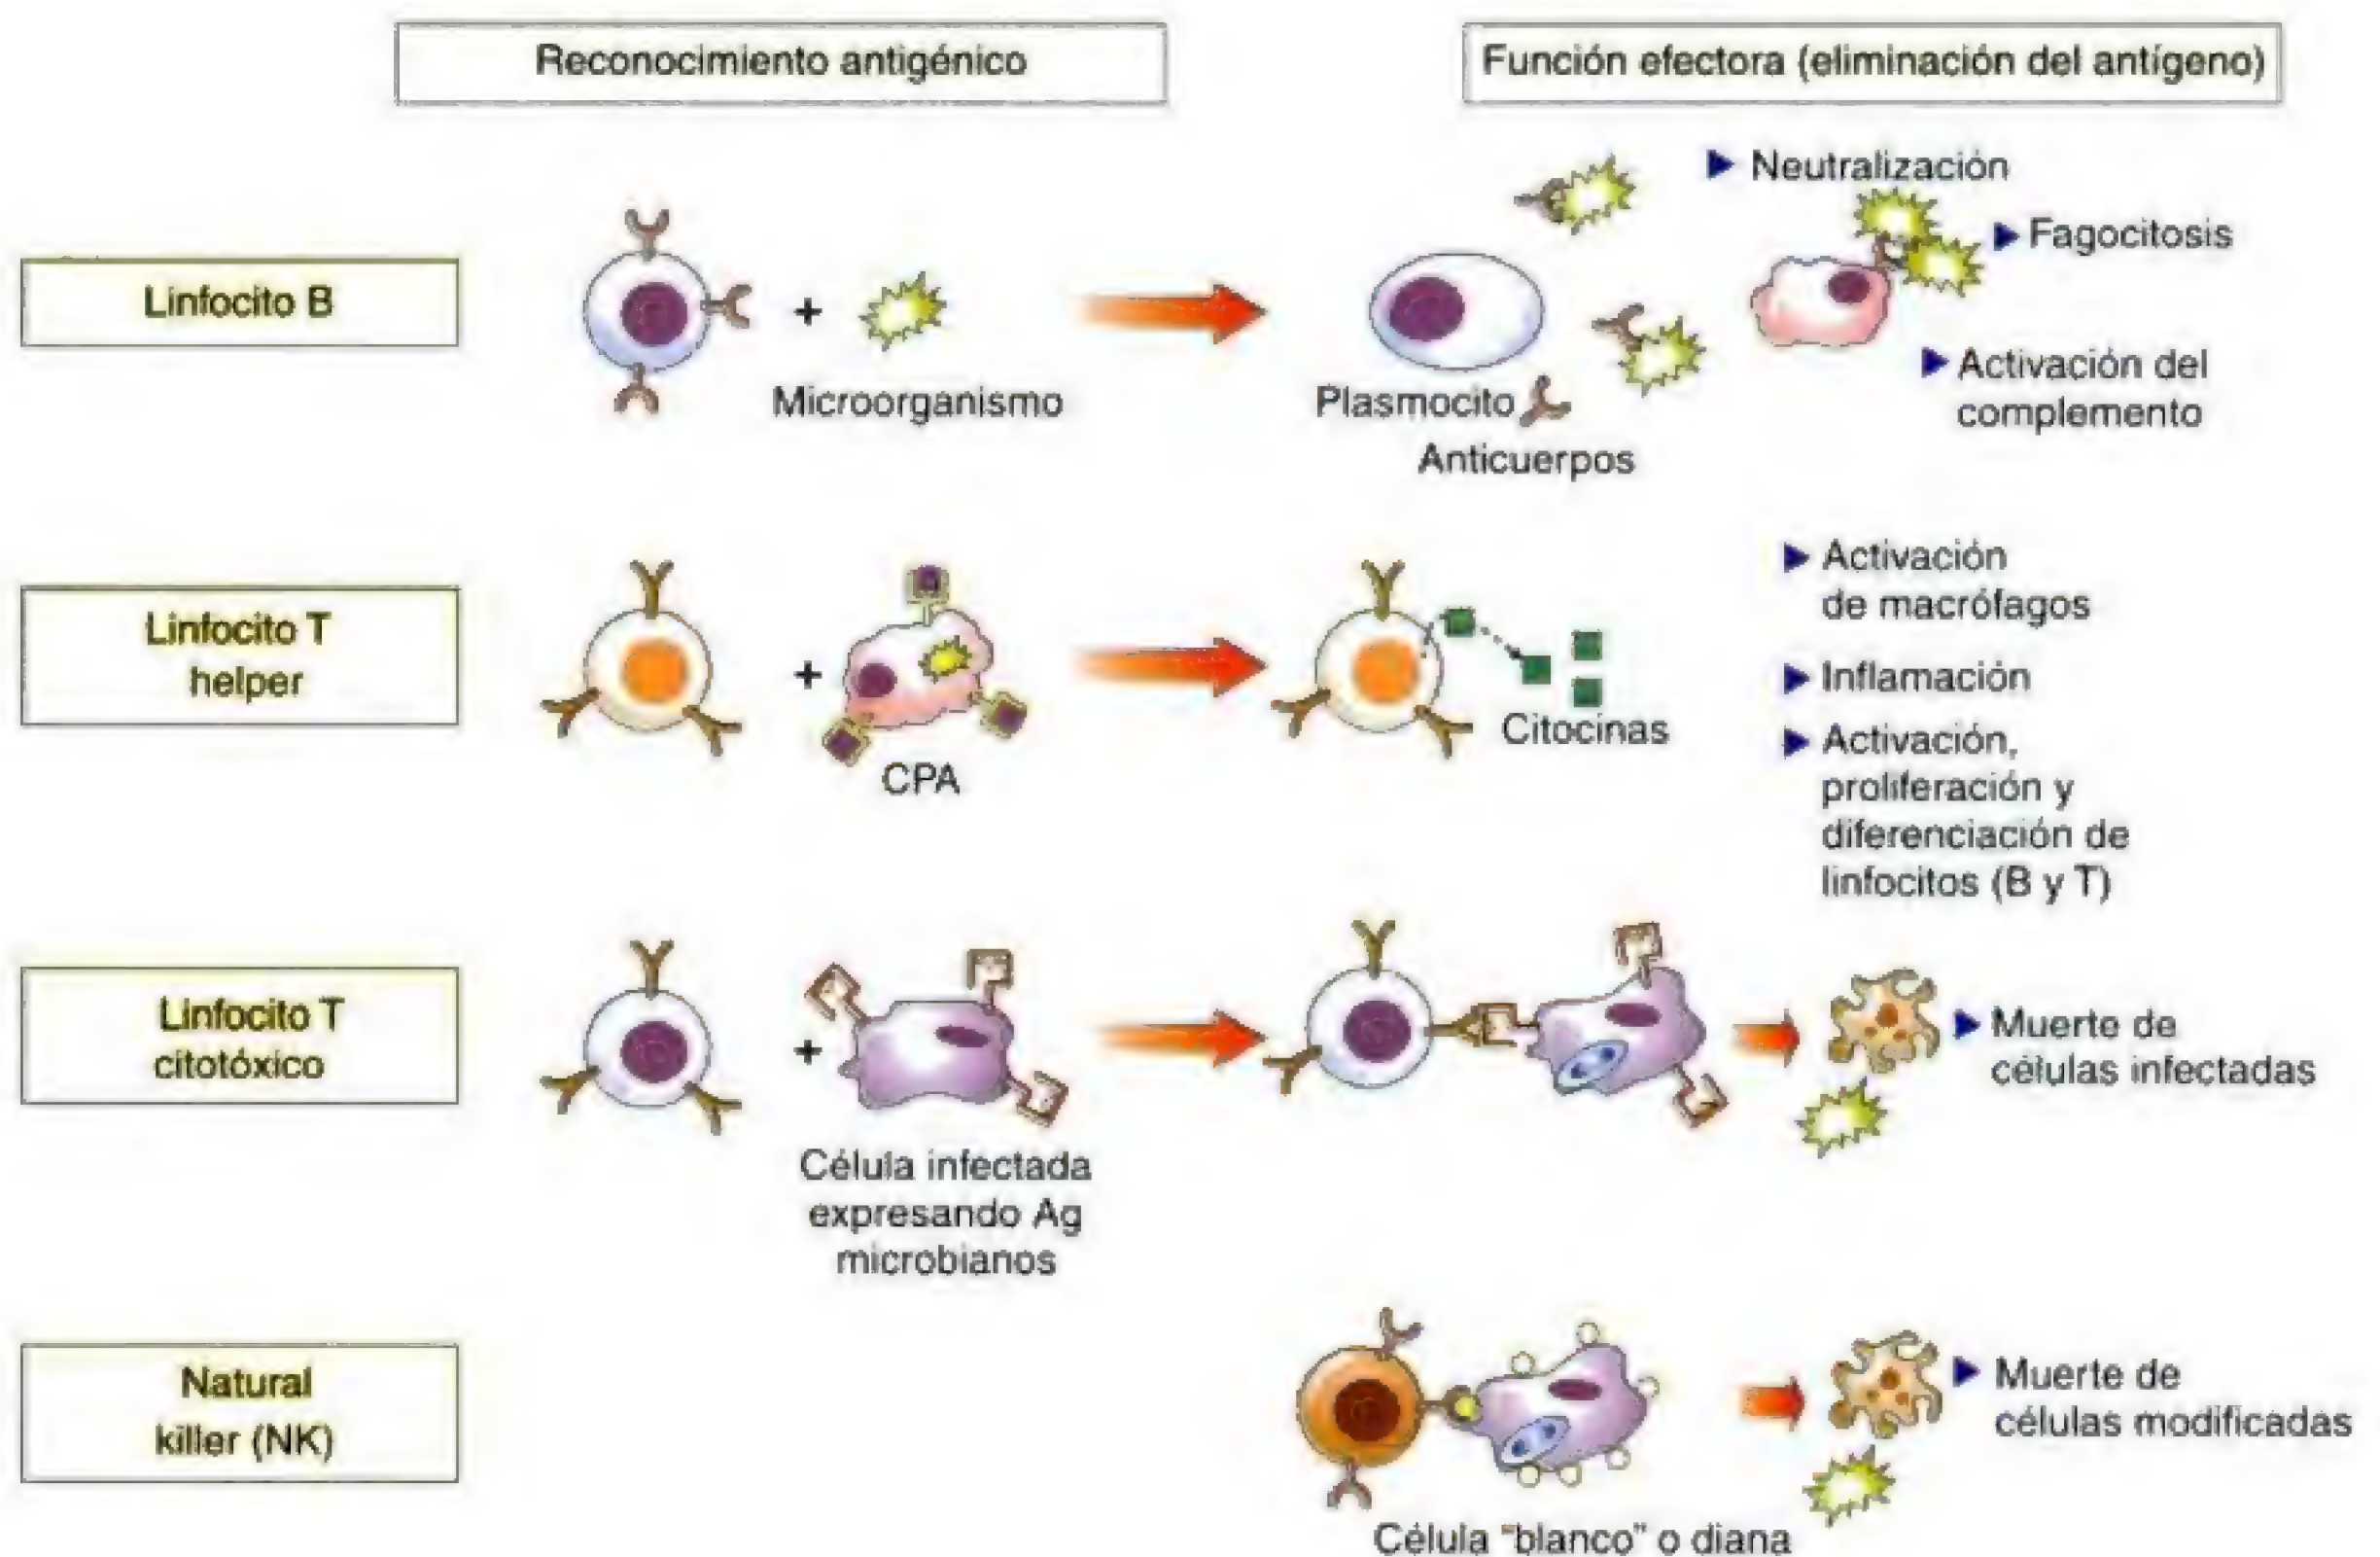 Reconocimiento antigénico
Función efectora (eliminación del antígeno)
Linfocito B
+
Microorganismo
Plasmocito
Anticuerpos
Neutralización
Fagocitosis
Activación del
complemento
Linfocito T
helper
+
CPA
Citocinas
Activación
de macrófagos
Inflamación
Activación,
proliferación y
diferenciación de
linfocitos (B y T)
Linfocito T
citotóxico
+
Célula infectada
expresando Ag
microbianos
Muerte de
células infectadas
Natural
killer (NK)
Célula "blanco" o diana
Muerte de
células modificadas